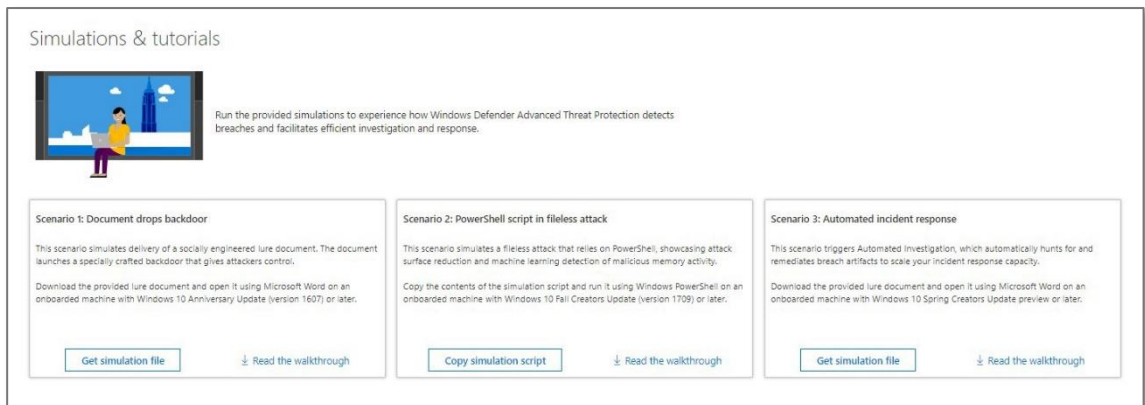 Simulations & tutorials
Run the provided simulations to experience how Windows Defender Advanced Threat Protection detects
breaches and facilitates efficient investigation and response.
Scenario 1: Document drops backdoor
This scenario simulates delivery of a socially engineered lure document. The document
launches a specially crafted backdoor that gives attackers control.
Download the provided lure document and open it using Microsoft Word on an
onboarded machine with Windows 10 Anniversary Update (version 1607) or later.
Get simulation file
Read the walkthrough
Scenario 2: PowerShell script in fileless attack
This scenario simulates a fileless attack that relies on PowerShell, showcasing attack
surface reduction and machine learning detection of malicious memory activity.
Copy the contents of the simulation script and run it using Windows PowerShell on an
onboarded machine with Windows 10 Fall Creators Update (version 1709) or later.
Copy simulation script
Read the walkthrough
Scenario 3: Automated incident response
This scenario triggers Automated Investigation, which automatically hunts for and
remediates breach artifacts to scale your incident response capacity.
Download the provided lure document and open it using Microsoft Word on an
onboarded machine with Windows 10 Spring Creators Update preview or later.
Get simulation file
Read the walkthrough